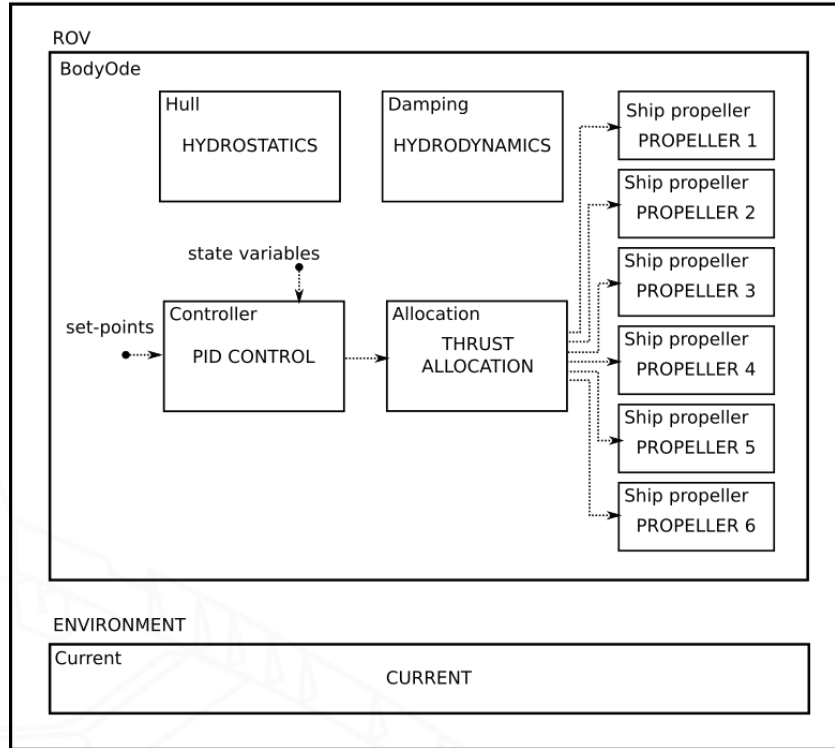 ROV
BodyOde
Hull
HYDROSTATICS
Damping
HYDRODYNAMICS
Ship propeller
PROPELLER 1
Ship propeller
PROPELLER 2
state variables
set-points
Controller
PID CONTROL
Allocation
THRUST
ALLOCATION
Ship propeller
PROPELLER 3
Ship propeller
PROPELLER 4
Ship propeller
PROPELLER 5
Ship propeller
PROPELLER 6
ENVIRONMENT
Current
CURRENT